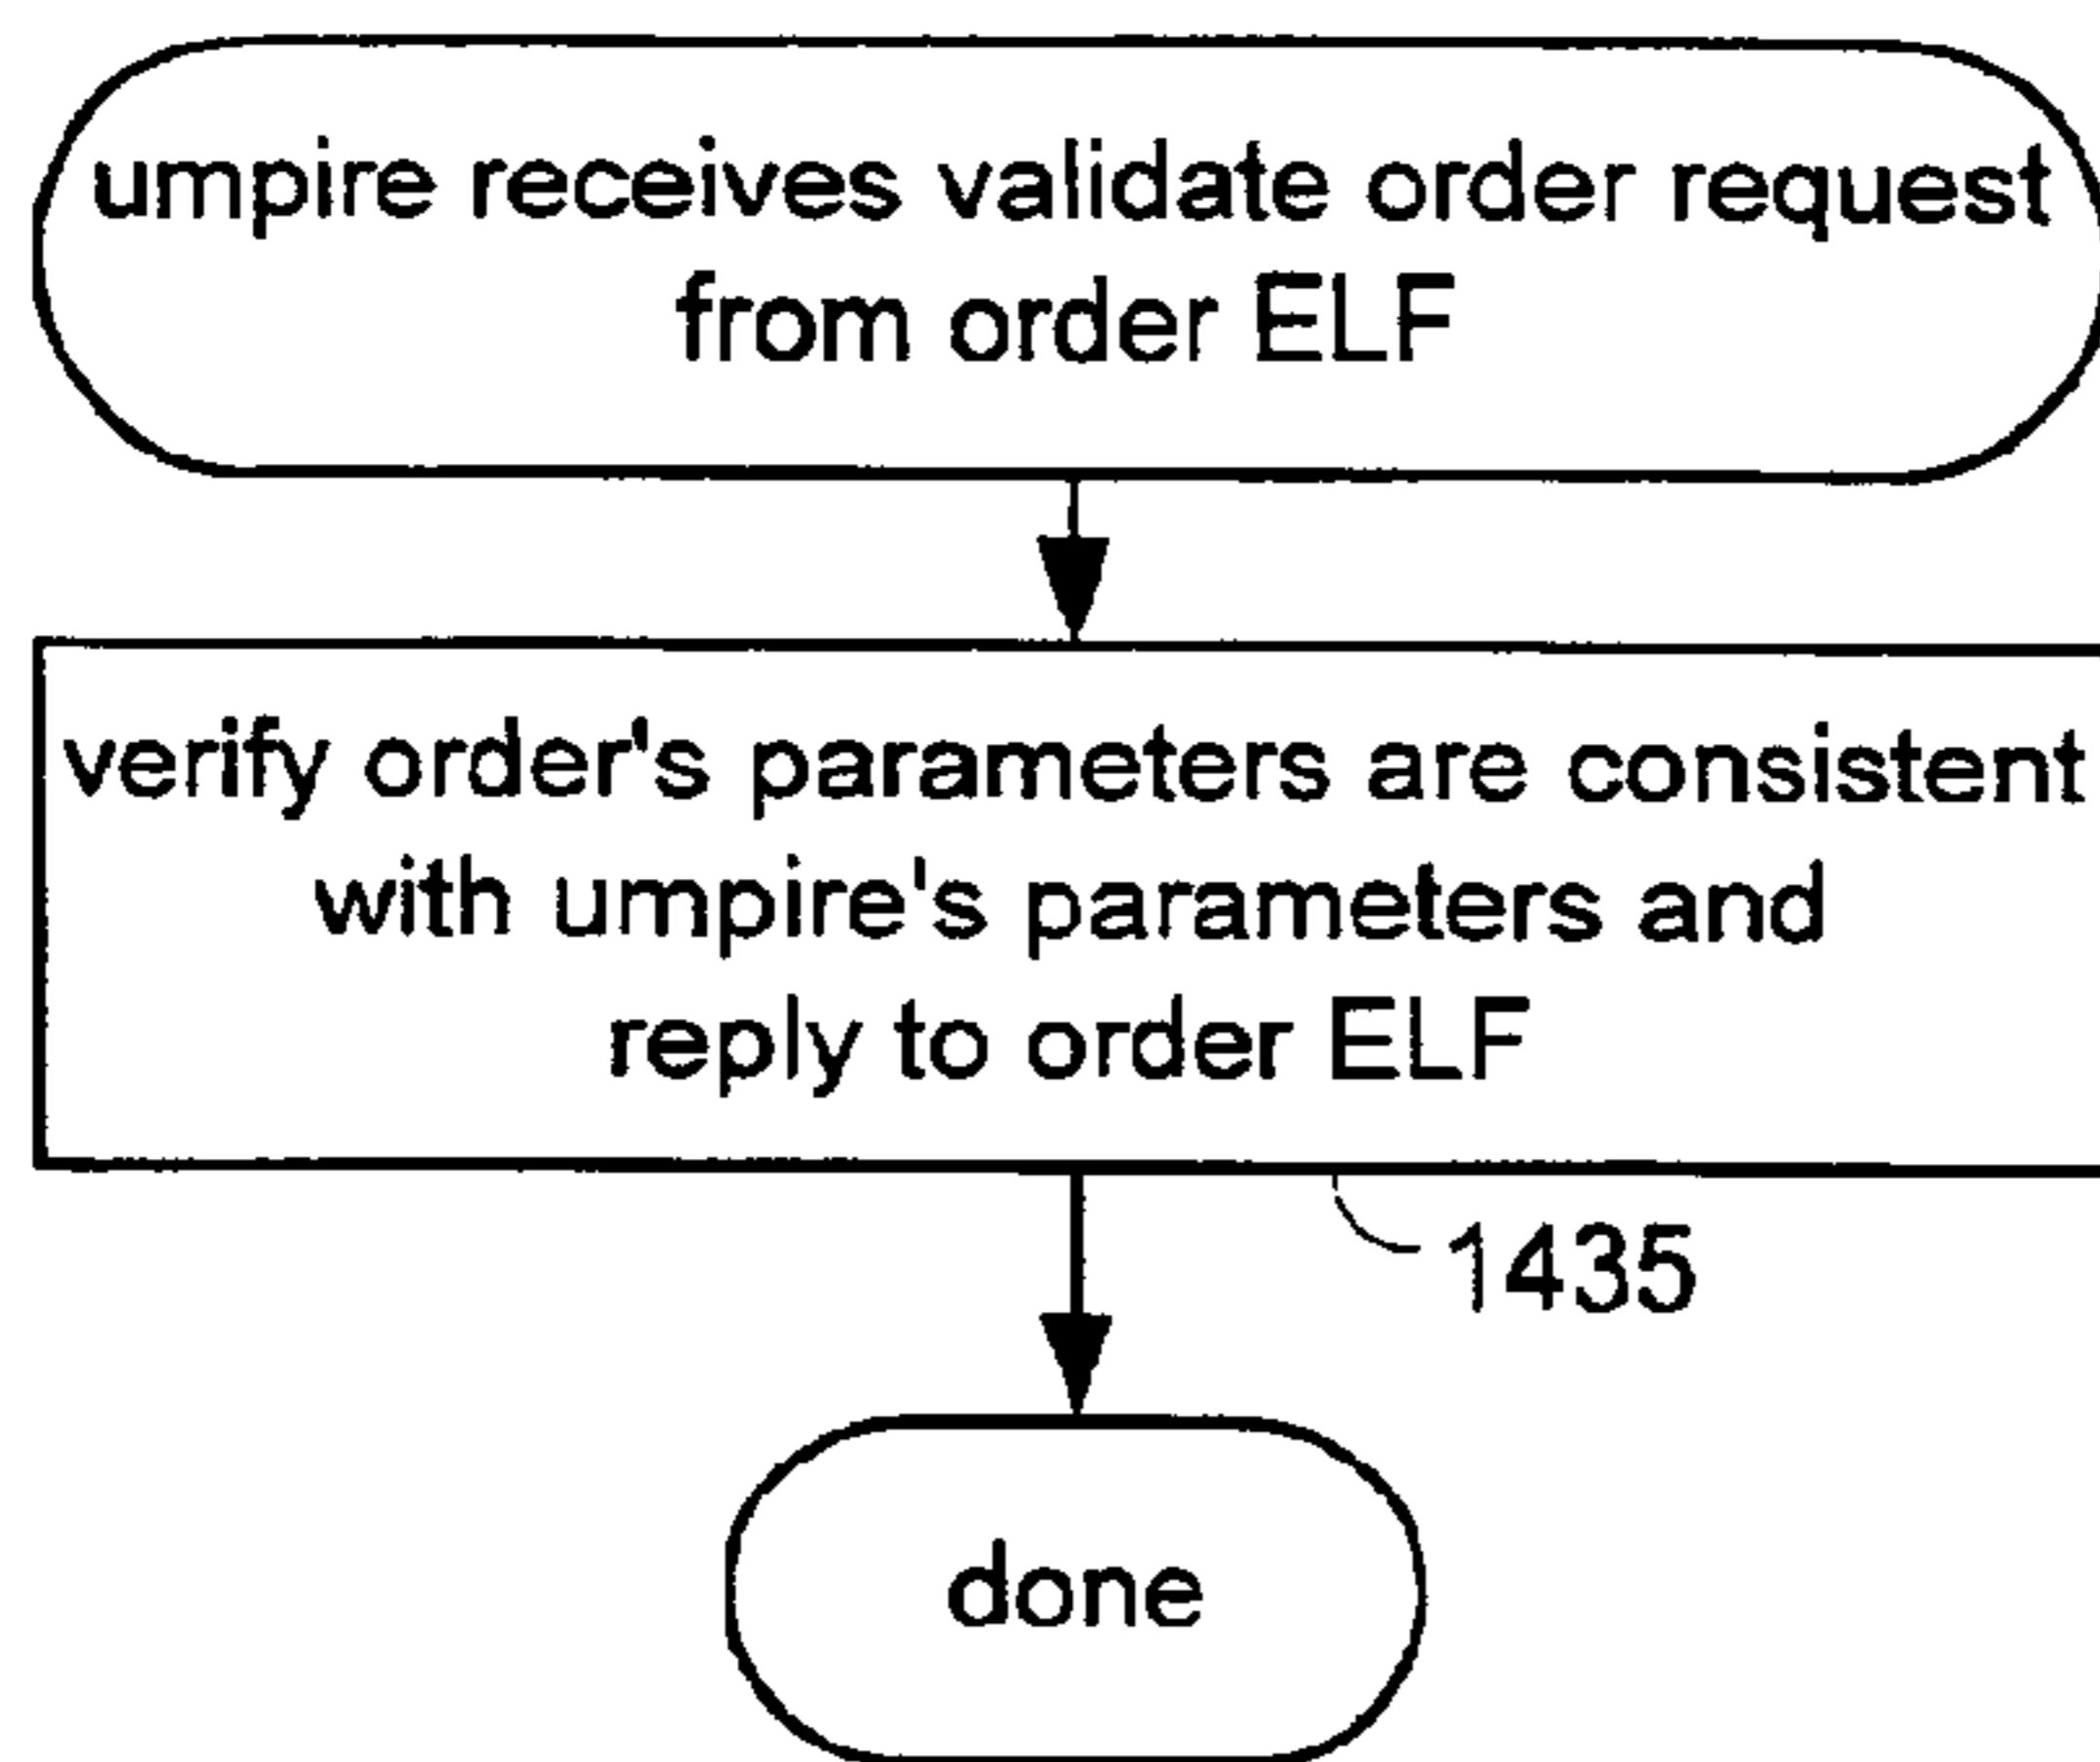 umpire receives validate order request
from order ELF
verify order's parameters are consistent
with umpire's parameters and
reply to order ELF
1435
done